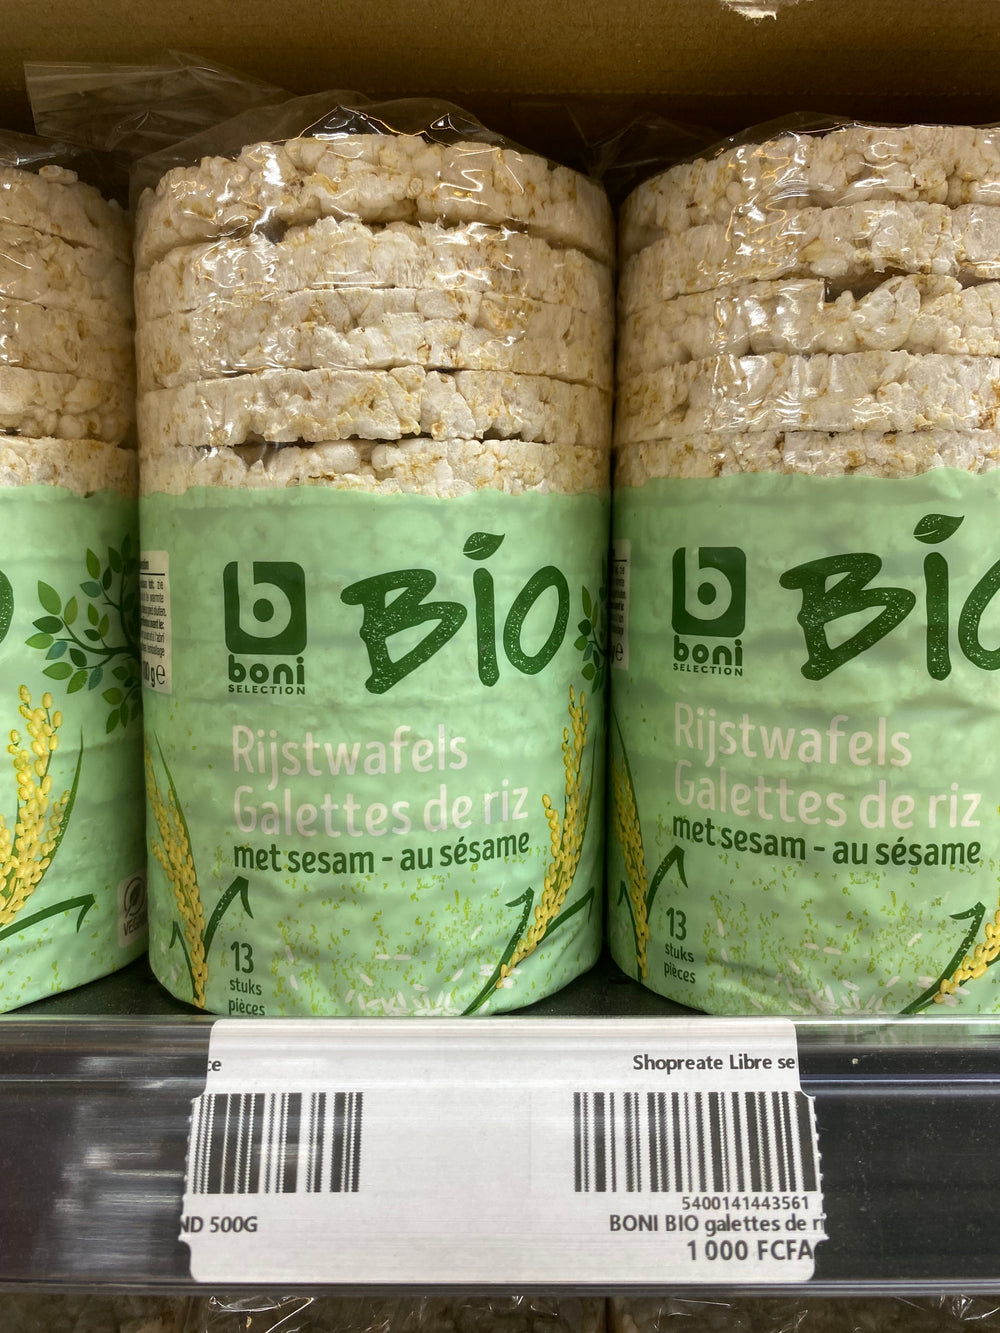 b
boni
SELECTION
BIO
Rijstwafels
Galettes de riz
met sesam - au sésame
13
stuks
pièces
b
boni
SELECTION
Rijstwafels
Galettes de riz
met sesam - au sésame
13
stuks
pièces
Shopreate Libre se
5400141443561
ND 500G
BONI BIO galettes de
1 000 FCFA